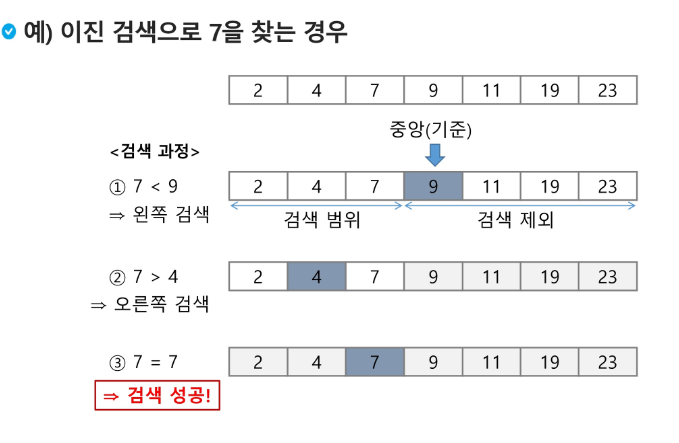 예) 이진 검색으로 7을 찾는 경우
2 4 7 9 11 19 23
중앙(기준)
<검색 과정>
① 7 < 9
2 4 7 9 11 19 23
⇒ 왼쪽 검색
검색 범위 검색 제외
② 7 > 4
2 4 7 9 11 19 23
⇒ 오른쪽 검색
③ 7 = 7
2 4 7 9 11 19 23
⇒ 검색 성공!